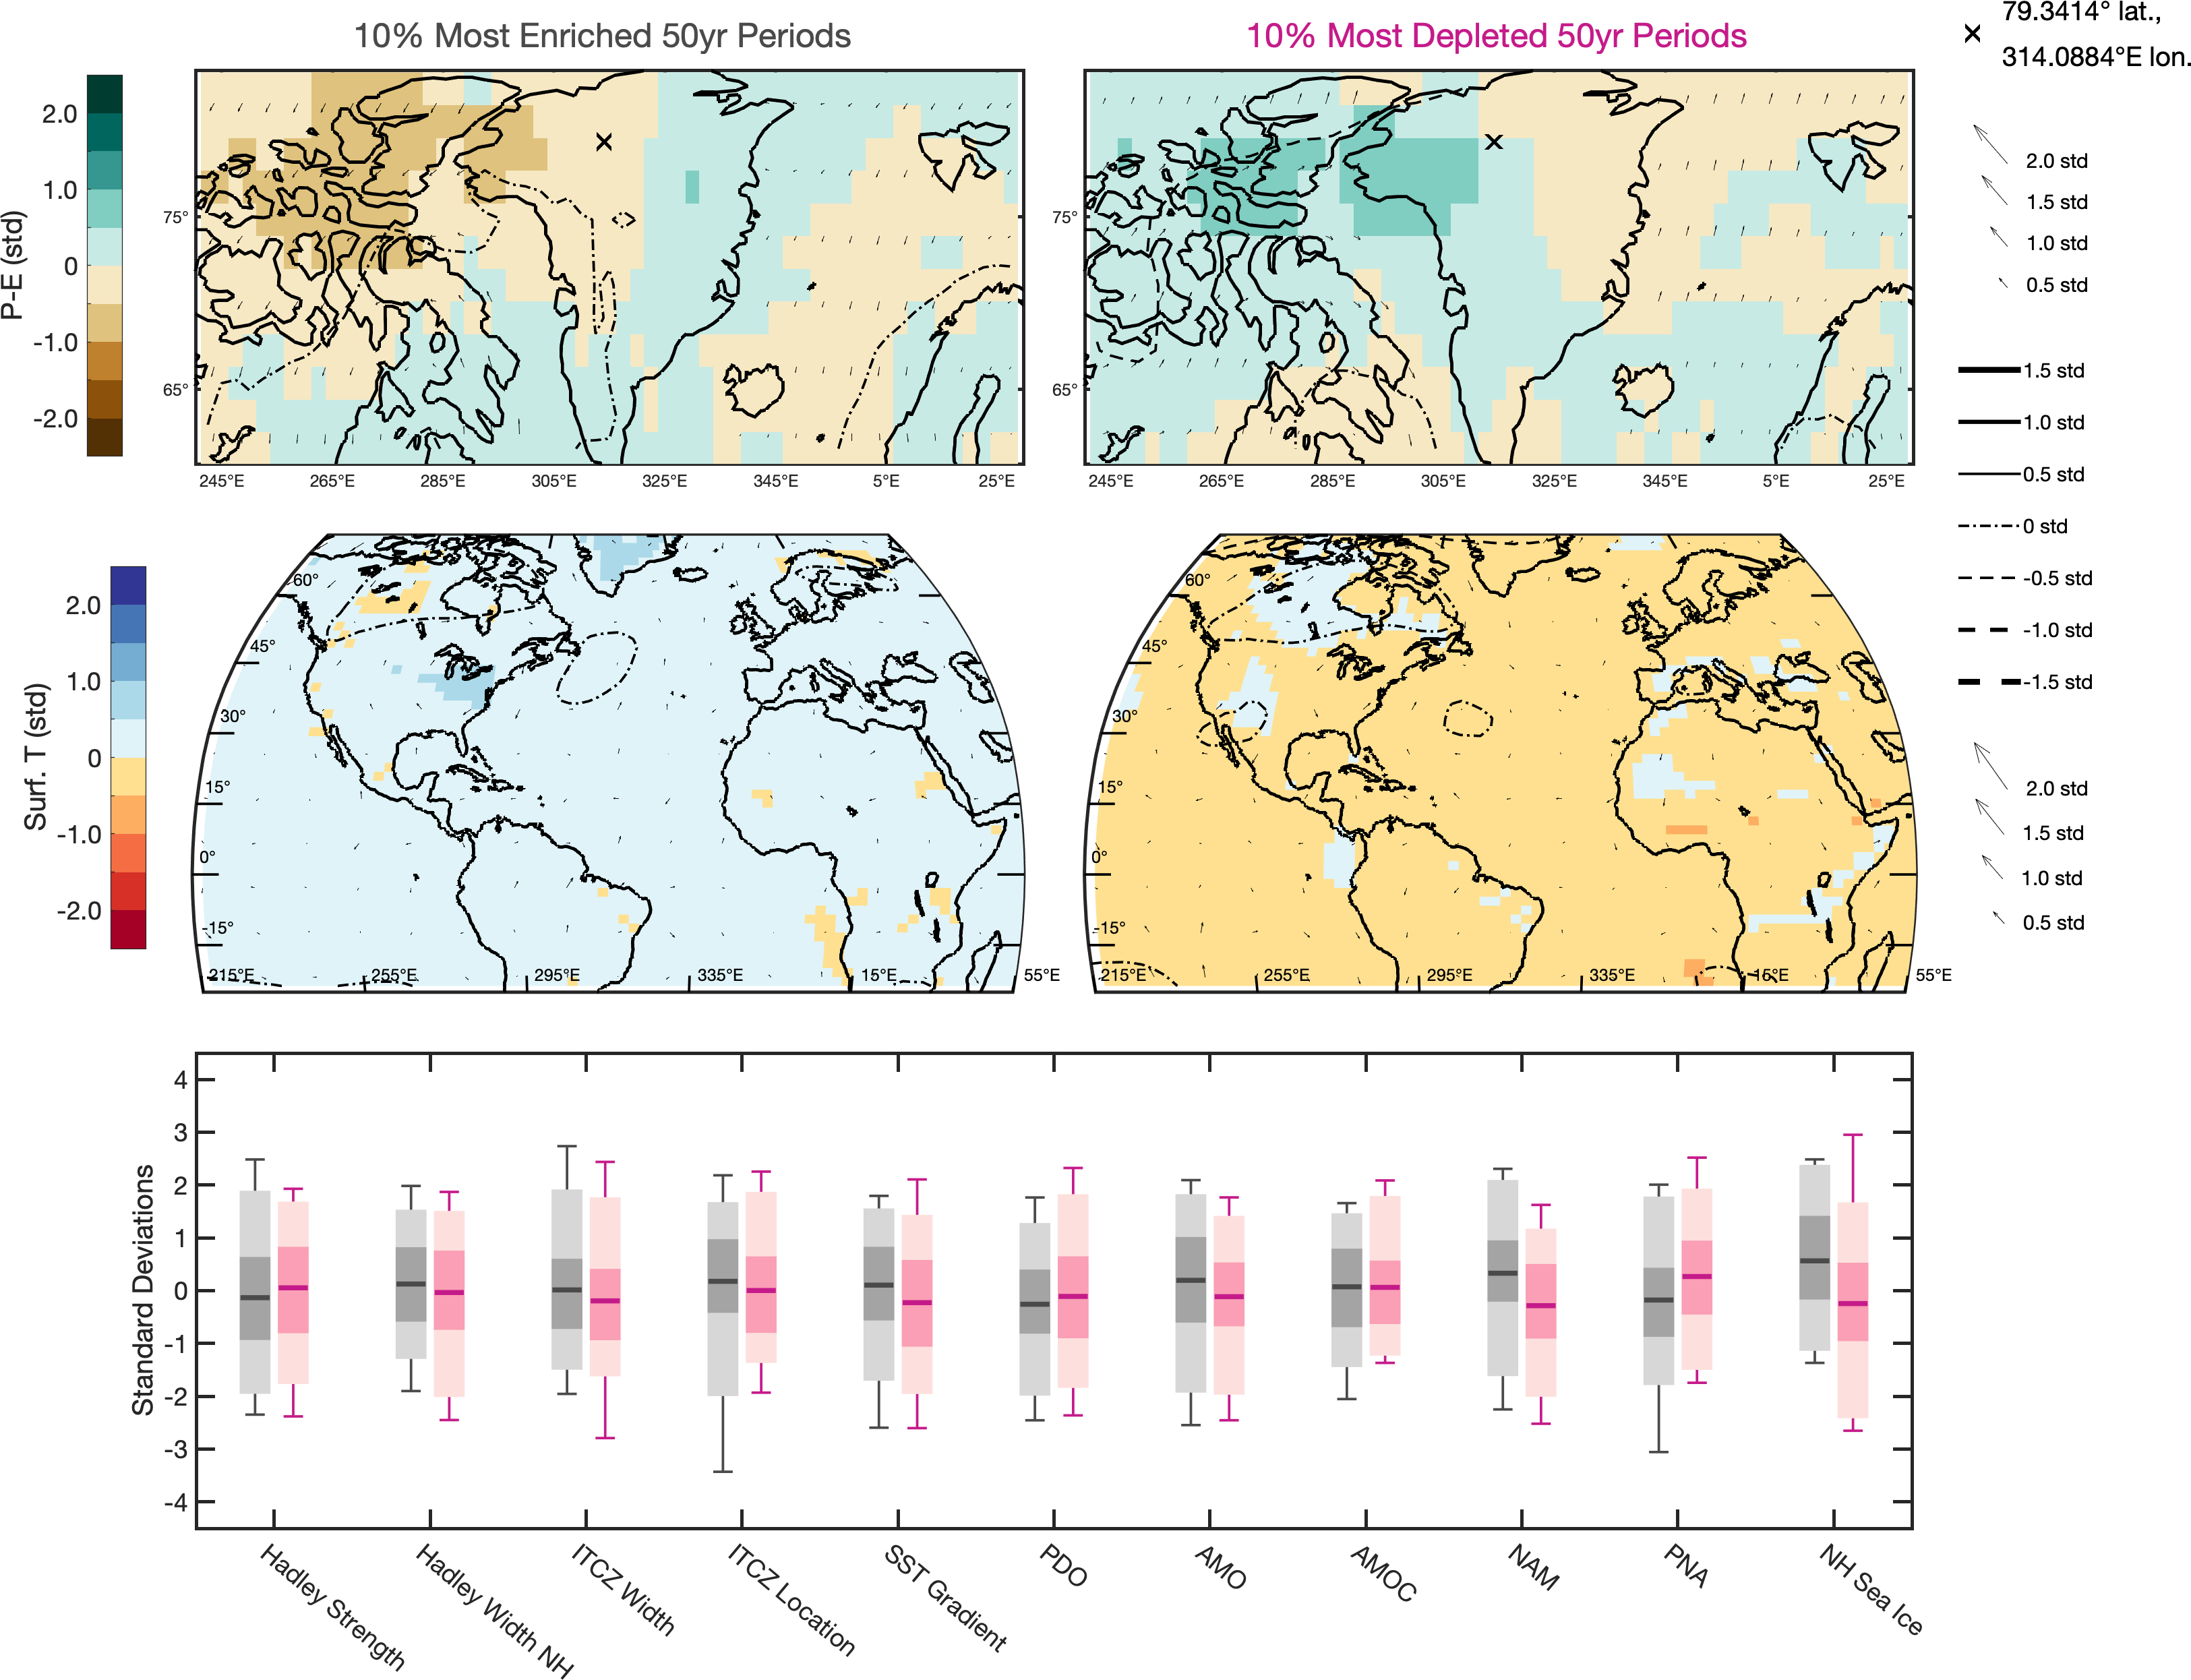 10% Most Enriched 50yr Periods
10% Most Depleted 50yr Periods
79.3414° lat.,
314.0884°E lon.
P-E (std)
2.0
1.0
0
-1.0
-2.0
75°
65°
245°E 265°E 285°E 305°E 325°E 345°E 5°E 25°E
75°
65°
245°E 265°E 285°E 305°E 325°E 345°E 5°E 25°E
2.0 std
1.5 std
1.0 std
0.5 std
1.5 std
1.0 std
0.5 std
0 std
-0.5 std
-1.0 std
-1.5 std
2.0 std
1.5 std
1.0 std
0.5 std
Surf. T (std)
2.0
1.0
0
-1.0
-2.0
60°
45°
30°
15°
0°
-15°
215°E 255°E 295°E 335°E 15°E 55°E
60°
45°
30°
15°
0°
-15°
215°E 255°E 295°E 335°E 15°E 55°E
Standard Deviations
4
3
2
1
0
-1
-2
-3
-4
Hadley Strength
Hadley Width NH
ITCZ Width
ITCZ Location
SST Gradient
PDO
AMO
AMOC
NAM
PNA
NH Sea Ice